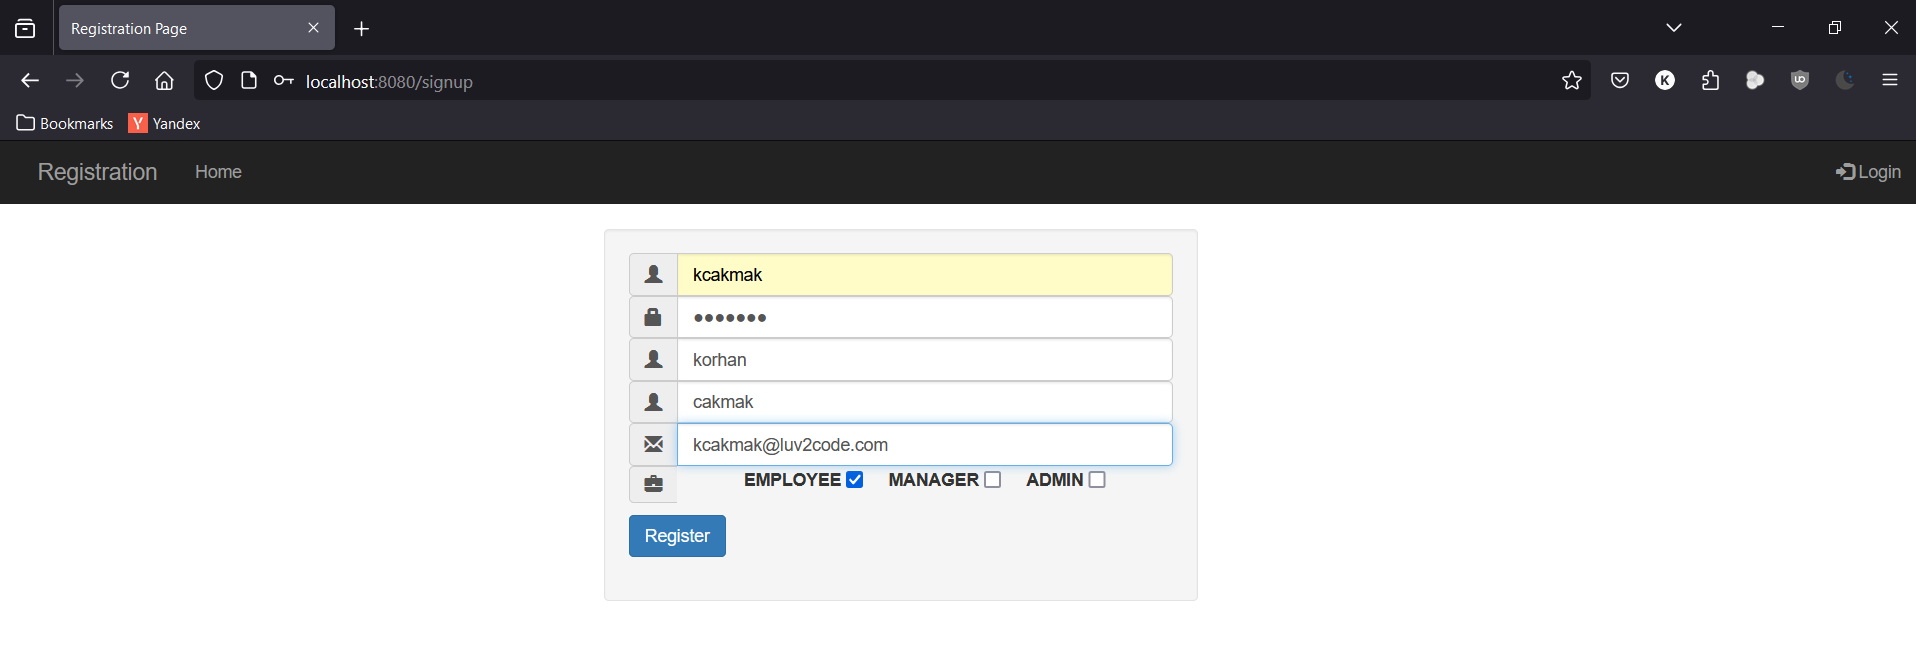 Registration Page
localhost:8080/signup
K
UO
Bookmarks Y Yandex
Registration Home Login
kcakmak
●●●●●●●
korhan
cakmak
kcakmak@luv2code.com
EMPLOYEE MANAGER ADMIN
Register